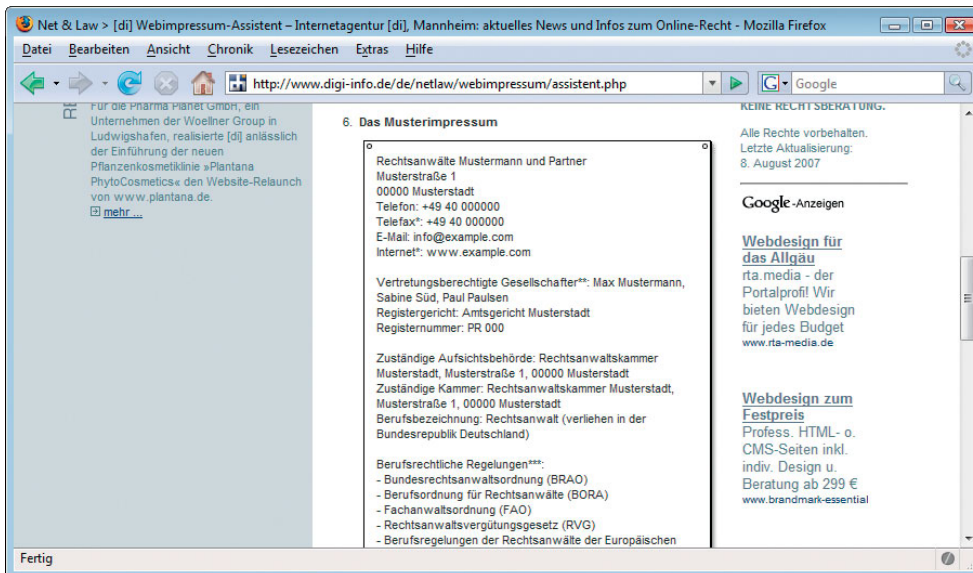 Net & Law > [di] Webimpressum-Assistent – Internetagentur [di], Mannheim: aktuelles News und Infos zum Online-Recht - Mozilla Firefox
Datei Bearbeiten Ansicht Chronik Lesezeichen Extras Hilfe
http://www.digi-info.de/de/netlaw/webimpressum/assistent.php
G Google
RE
Für die Pharma Planet GmbH, ein
Unternehmen der Woellner Group in
Ludwigshafen, realisierte [di] anlässlich
der Einführung der neuen
Pflanzenkosmetiklinie »Plantana
PhytoCosmetics« den Website-Relaunch
von www.plantana.de.
mehr ...
6. Das Musterimpressum
Rechtsanwälte Mustermann und Partner
Musterstraße 1
00000 Musterstadt
Telefon: +49 40 000000
Telefax*: +49 40 000000
E-Mail: info@example.com
Internet*: www.example.com
Vertretungsberechtigte Gesellschafter**: Max Mustermann,
Sabine Süd, Paul Paulsen
Registergericht: Amtsgericht Musterstadt
Registernummer: PR 000
Zuständige Aufsichtsbehörde: Rechtsanwaltskammer
Musterstadt, Musterstraße 1, 00000 Musterstadt
Zuständige Kammer: Rechtsanwaltskammer Musterstadt,
Musterstraße 1, 00000 Musterstadt
Berufsbezeichnung: Rechtsanwalt (verliehen in der
Bundesrepublik Deutschland)
Berufsrechtliche Regelungen***:
- Bundesrechtsanwaltsordnung (BRAO)
- Berufsordnung für Rechtsanwälte (BORA)
- Fachanwaltsordnung (FAO)
- Rechtsanwaltsvergütungsgesetz (RVG)
- Berufsregelungen der Rechtsanwälte der Europäischen
KEINE RECHTSBERATUNG.
Alle Rechte vorbehalten.
Letzte Aktualisierung:
8. August 2007
Google-Anzeigen
Webdesign für
das Allgäu
rta.media - der
Portalprofi! Wir
bieten Webdesign
für jedes Budget
www.rta-media.de
Webdesign zum
Festpreis
Profess. HTML- o.
CMS-Seiten inkl.
indiv. Design u.
Beratung ab 299 €
www.brandmark-essential
Fertig